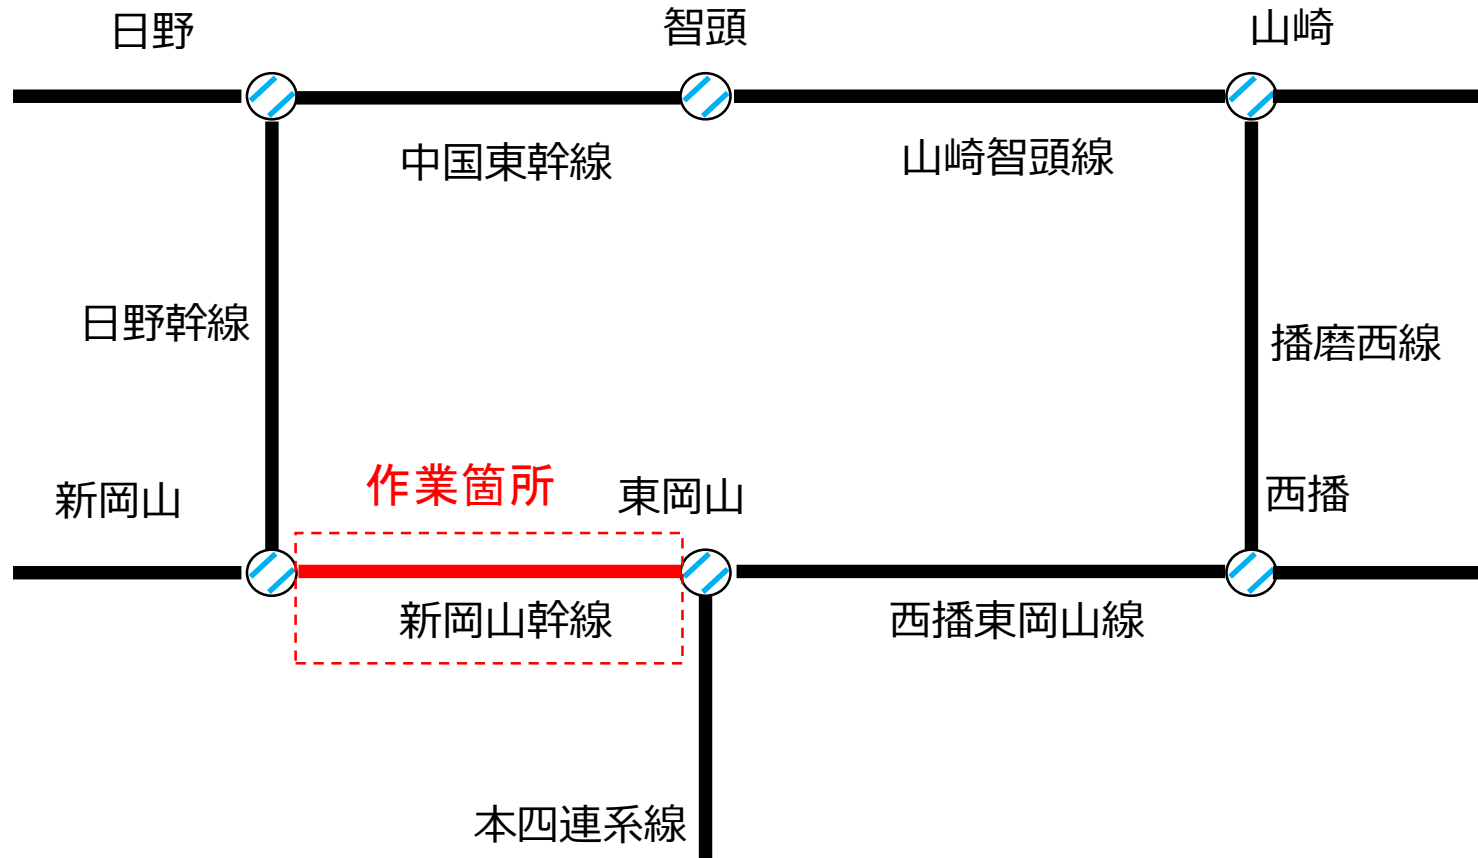 日野
智頭
山崎
中国東幹線
山崎智頭線
日野幹線
播磨西線
新岡山
作業箇所
東岡山
西播
新岡山幹線
西播東岡山線
本四連系線